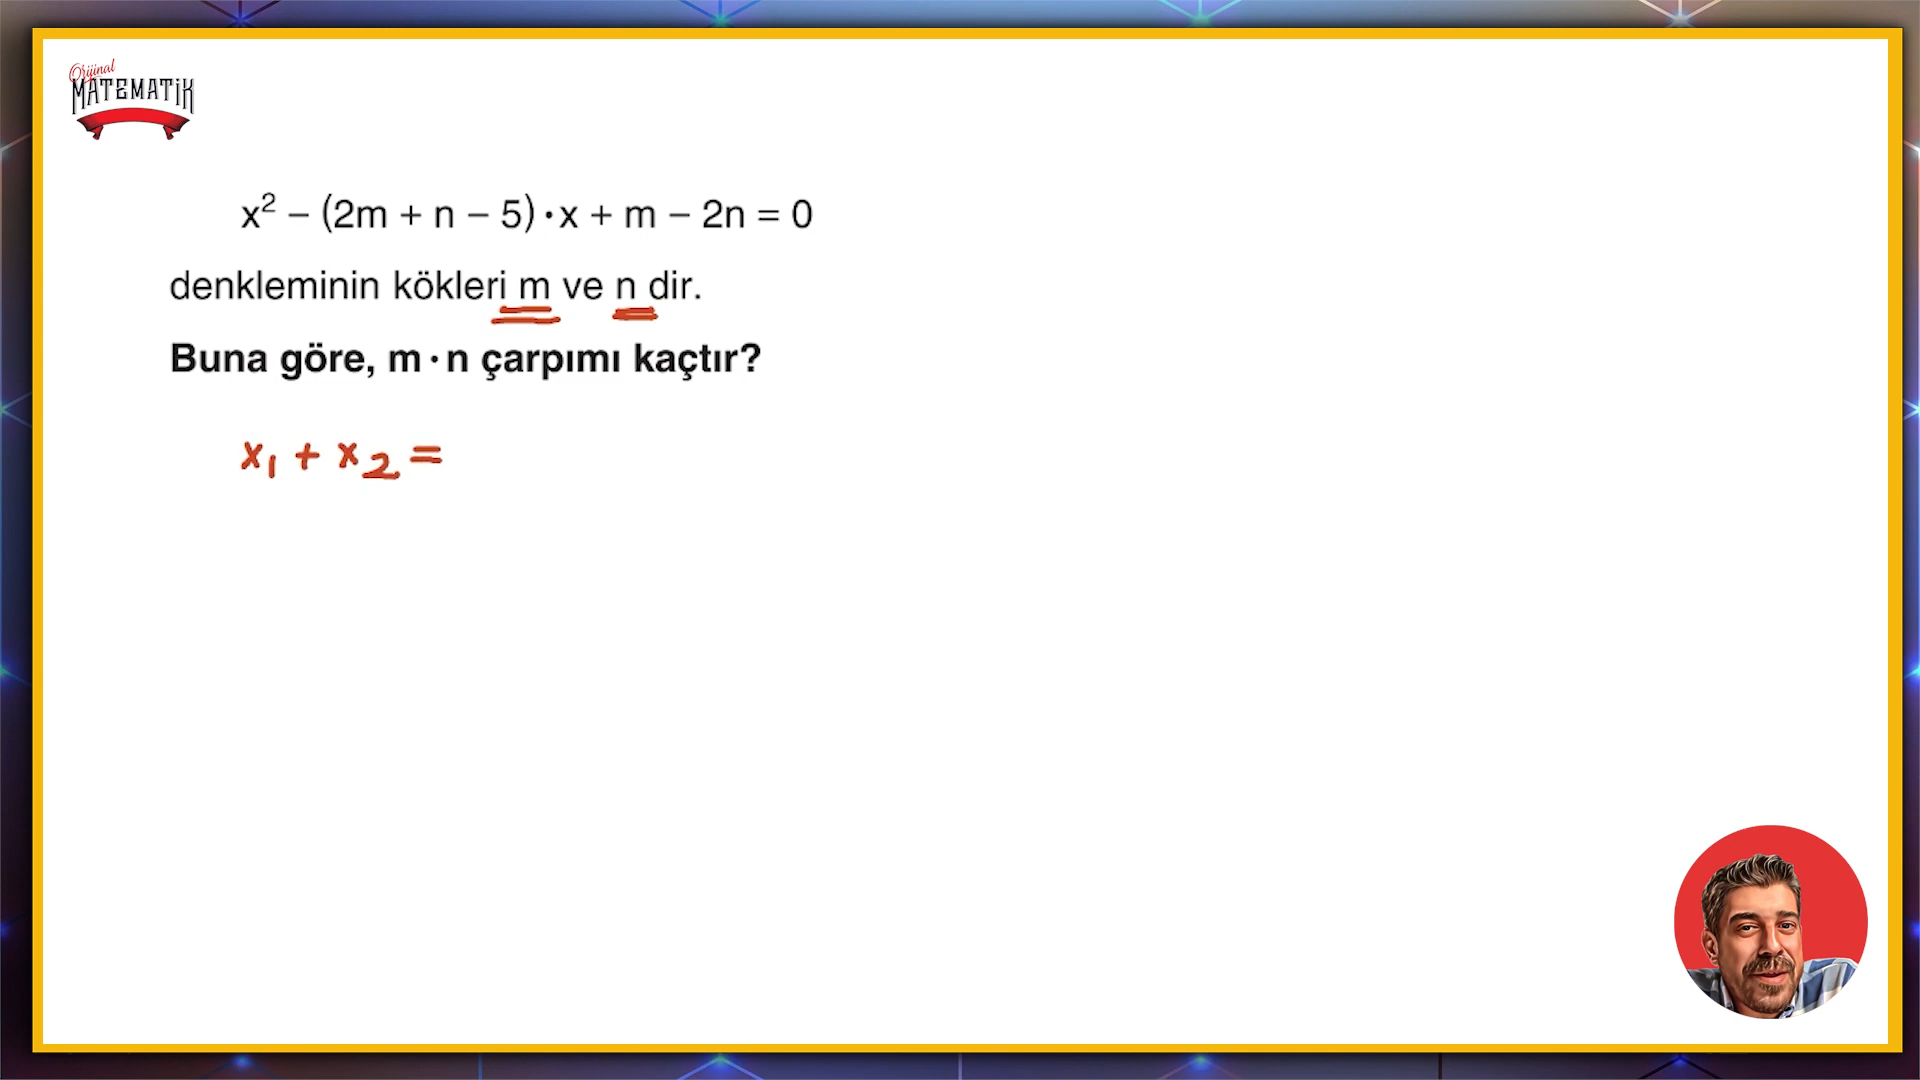 Orijinal
MATEMATİK
x² – (2m + n – 5)·x + m – 2n = 0
denkleminin kökleri m ve n dir.
Buna göre, m·n çarpımı kaçtır?
x₁ + x₂ =